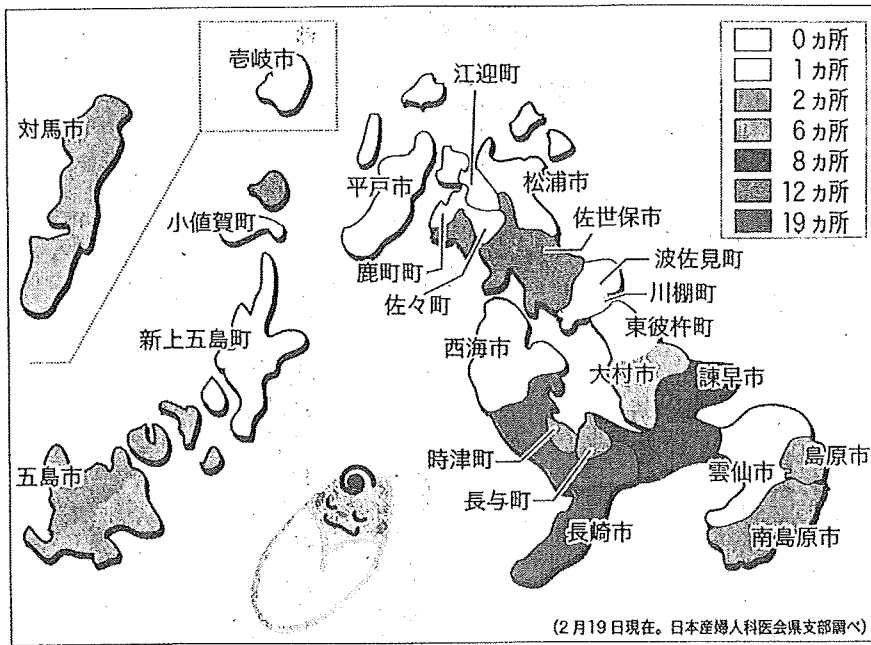 壱岐市
対馬市
小値賀町
新上五島町
五島市
平戸市
江迎町
松浦市
佐世保市
波佐見町
川棚町
東彼杵町
鹿町町
佐々町
西海市
大村市
諫早市
時津町
長与町
長崎市
雲仙市
島原市
南島原市
0ヵ所
1ヵ所
2ヵ所
6ヵ所
8ヵ所
12ヵ所
19ヵ所
(2月19日現在。日本産婦人科医会県支部調べ)